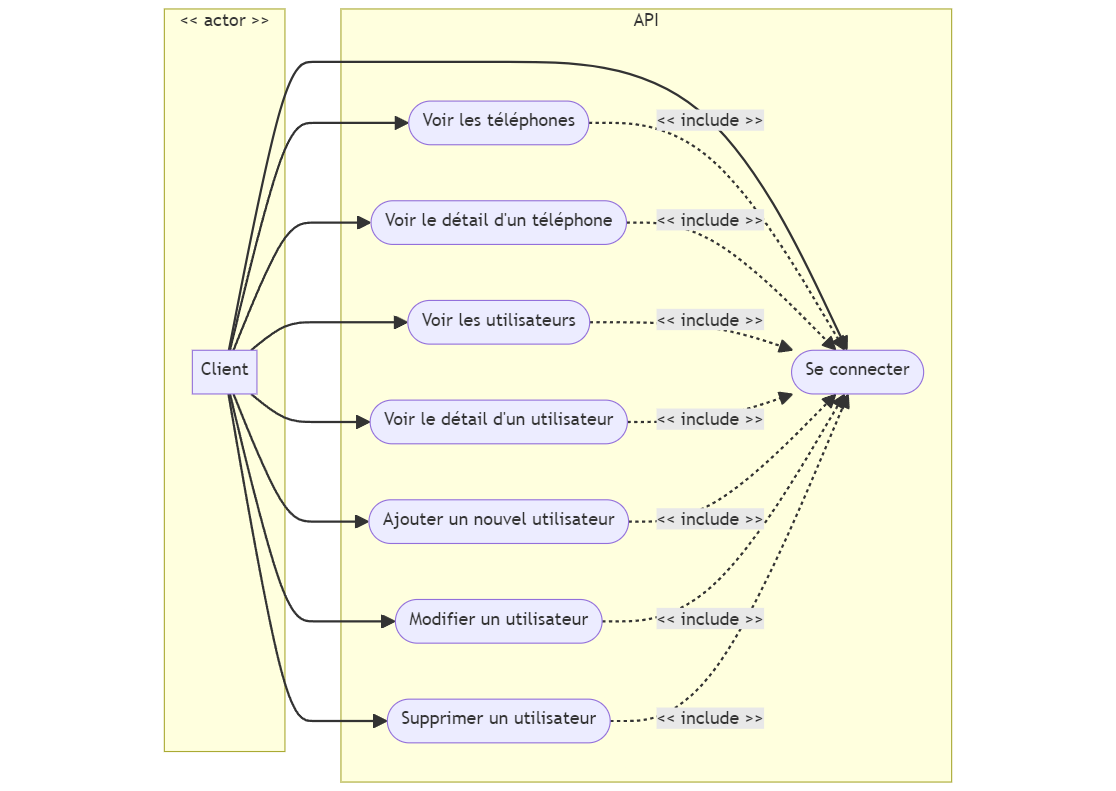 << actor >>
API
Voir les téléphones
<< include >>
Voir le détail d'un téléphone
<< include >>
Voir les utilisateurs
<< include >>
Client
Se connecter
Voir le détail d'un utilisateur
<< include >>
Ajouter un nouvel utilisateur
<< include >>
Modifier un utilisateur
<< include >>
Supprimer un utilisateur
<< include >>